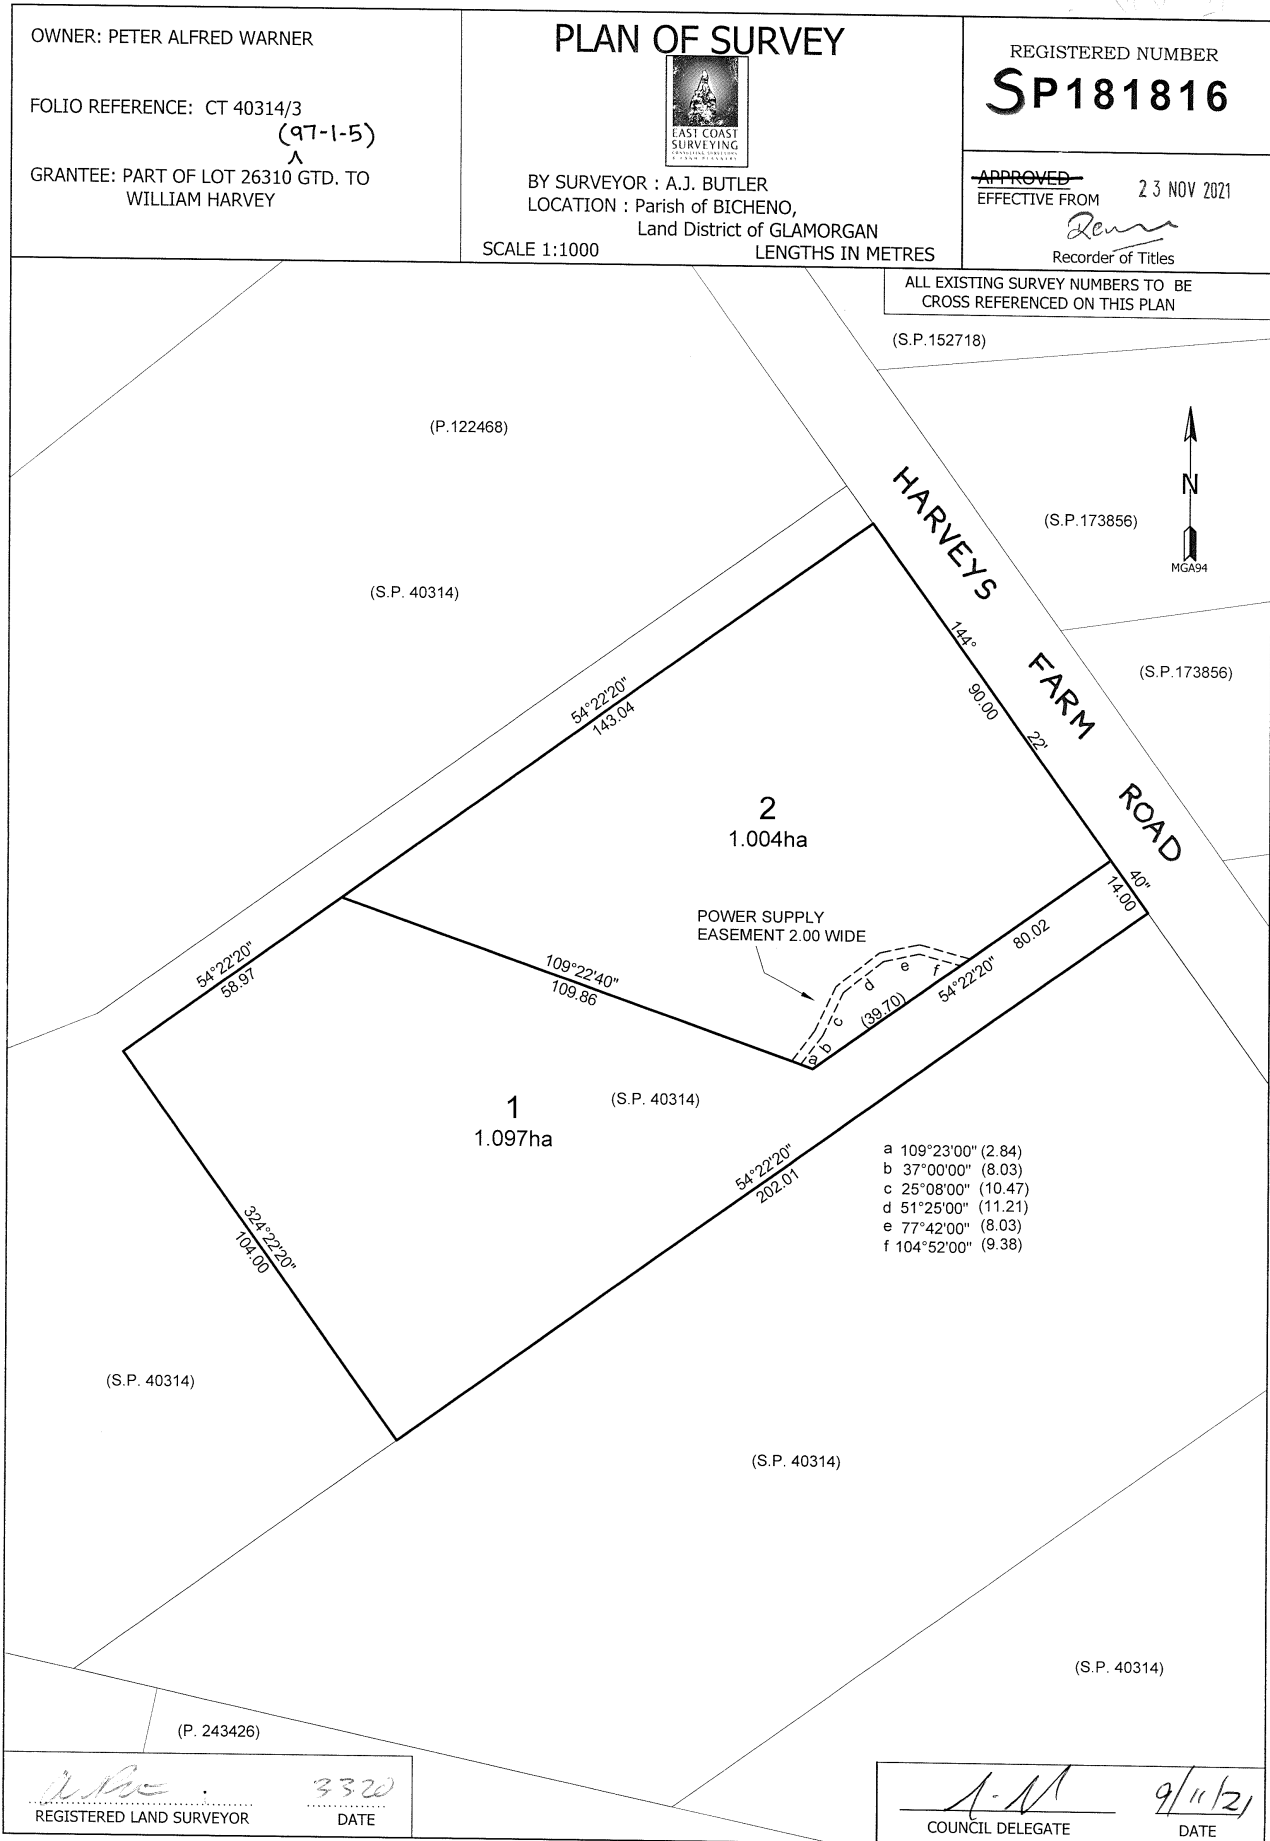 OWNER: PETER ALFRED WARNER
FOLIO REFERENCE: CT 40314/3
(97-1-5)
GRANTEE: PART OF LOT 26310 GTD. TO
WILLIAM HARVEY
PLAN OF SURVEY
EAST COAST
SURVEYING
BY SURVEYOR : A.J. BUTLER
LOCATION : Parish of BICHENO,
Land District of GLAMORGAN
SCALE 1:1000 LENGTHS IN METRES
REGISTERED NUMBER
SP181816
APPROVED
EFFECTIVE FROM 23 NOV 2021
Recorder of Titles
ALL EXISTING SURVEY NUMBERS TO BE
CROSS REFERENCED ON THIS PLAN
(S.P.152718)
(P.122468)
N
MGA94
(S.P.173856)
(S.P. 40314)
HARVEYS FARM ROAD
(S.P.173856)
144° 22' 40"
90.00
14.00
54°22'20"
143.04
2
1.004ha
POWER SUPPLY
EASEMENT 2.00 WIDE
80.02
54°22'20"
(39.70)
a b c d e f
54°22'20"
58.97
109°22'40"
109.86
1
1.097ha
(S.P. 40314)
54°22'20"
202.01
a 109°23'00" (2.84)
b 37°00'00" (8.03)
c 25°08'00" (10.47)
d 51°25'00" (11.21)
e 77°42'00" (8.03)
f 104°52'00" (9.38)
324°22'20"
104.00
(S.P. 40314)
(S.P. 40314)
(S.P. 40314)
(P. 243426)
3320
REGISTERED LAND SURVEYOR DATE
9/11/21
COUNCIL DELEGATE DATE